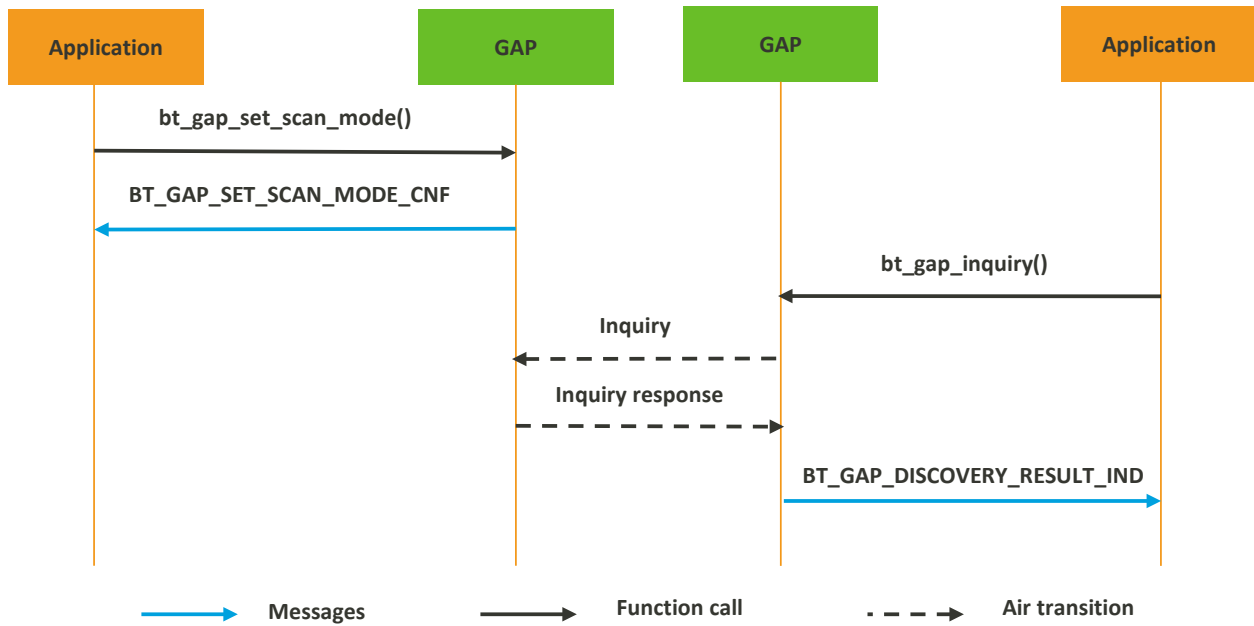 Application
GAP
GAP
Application
bt_gap_set_scan_mode()
BT_GAP_SET_SCAN_MODE_CNF
bt_gap_inquiry()
Inquiry
Inquiry response
BT_GAP_DISCOVERY_RESULT_IND
Messages
Function call
Air transition